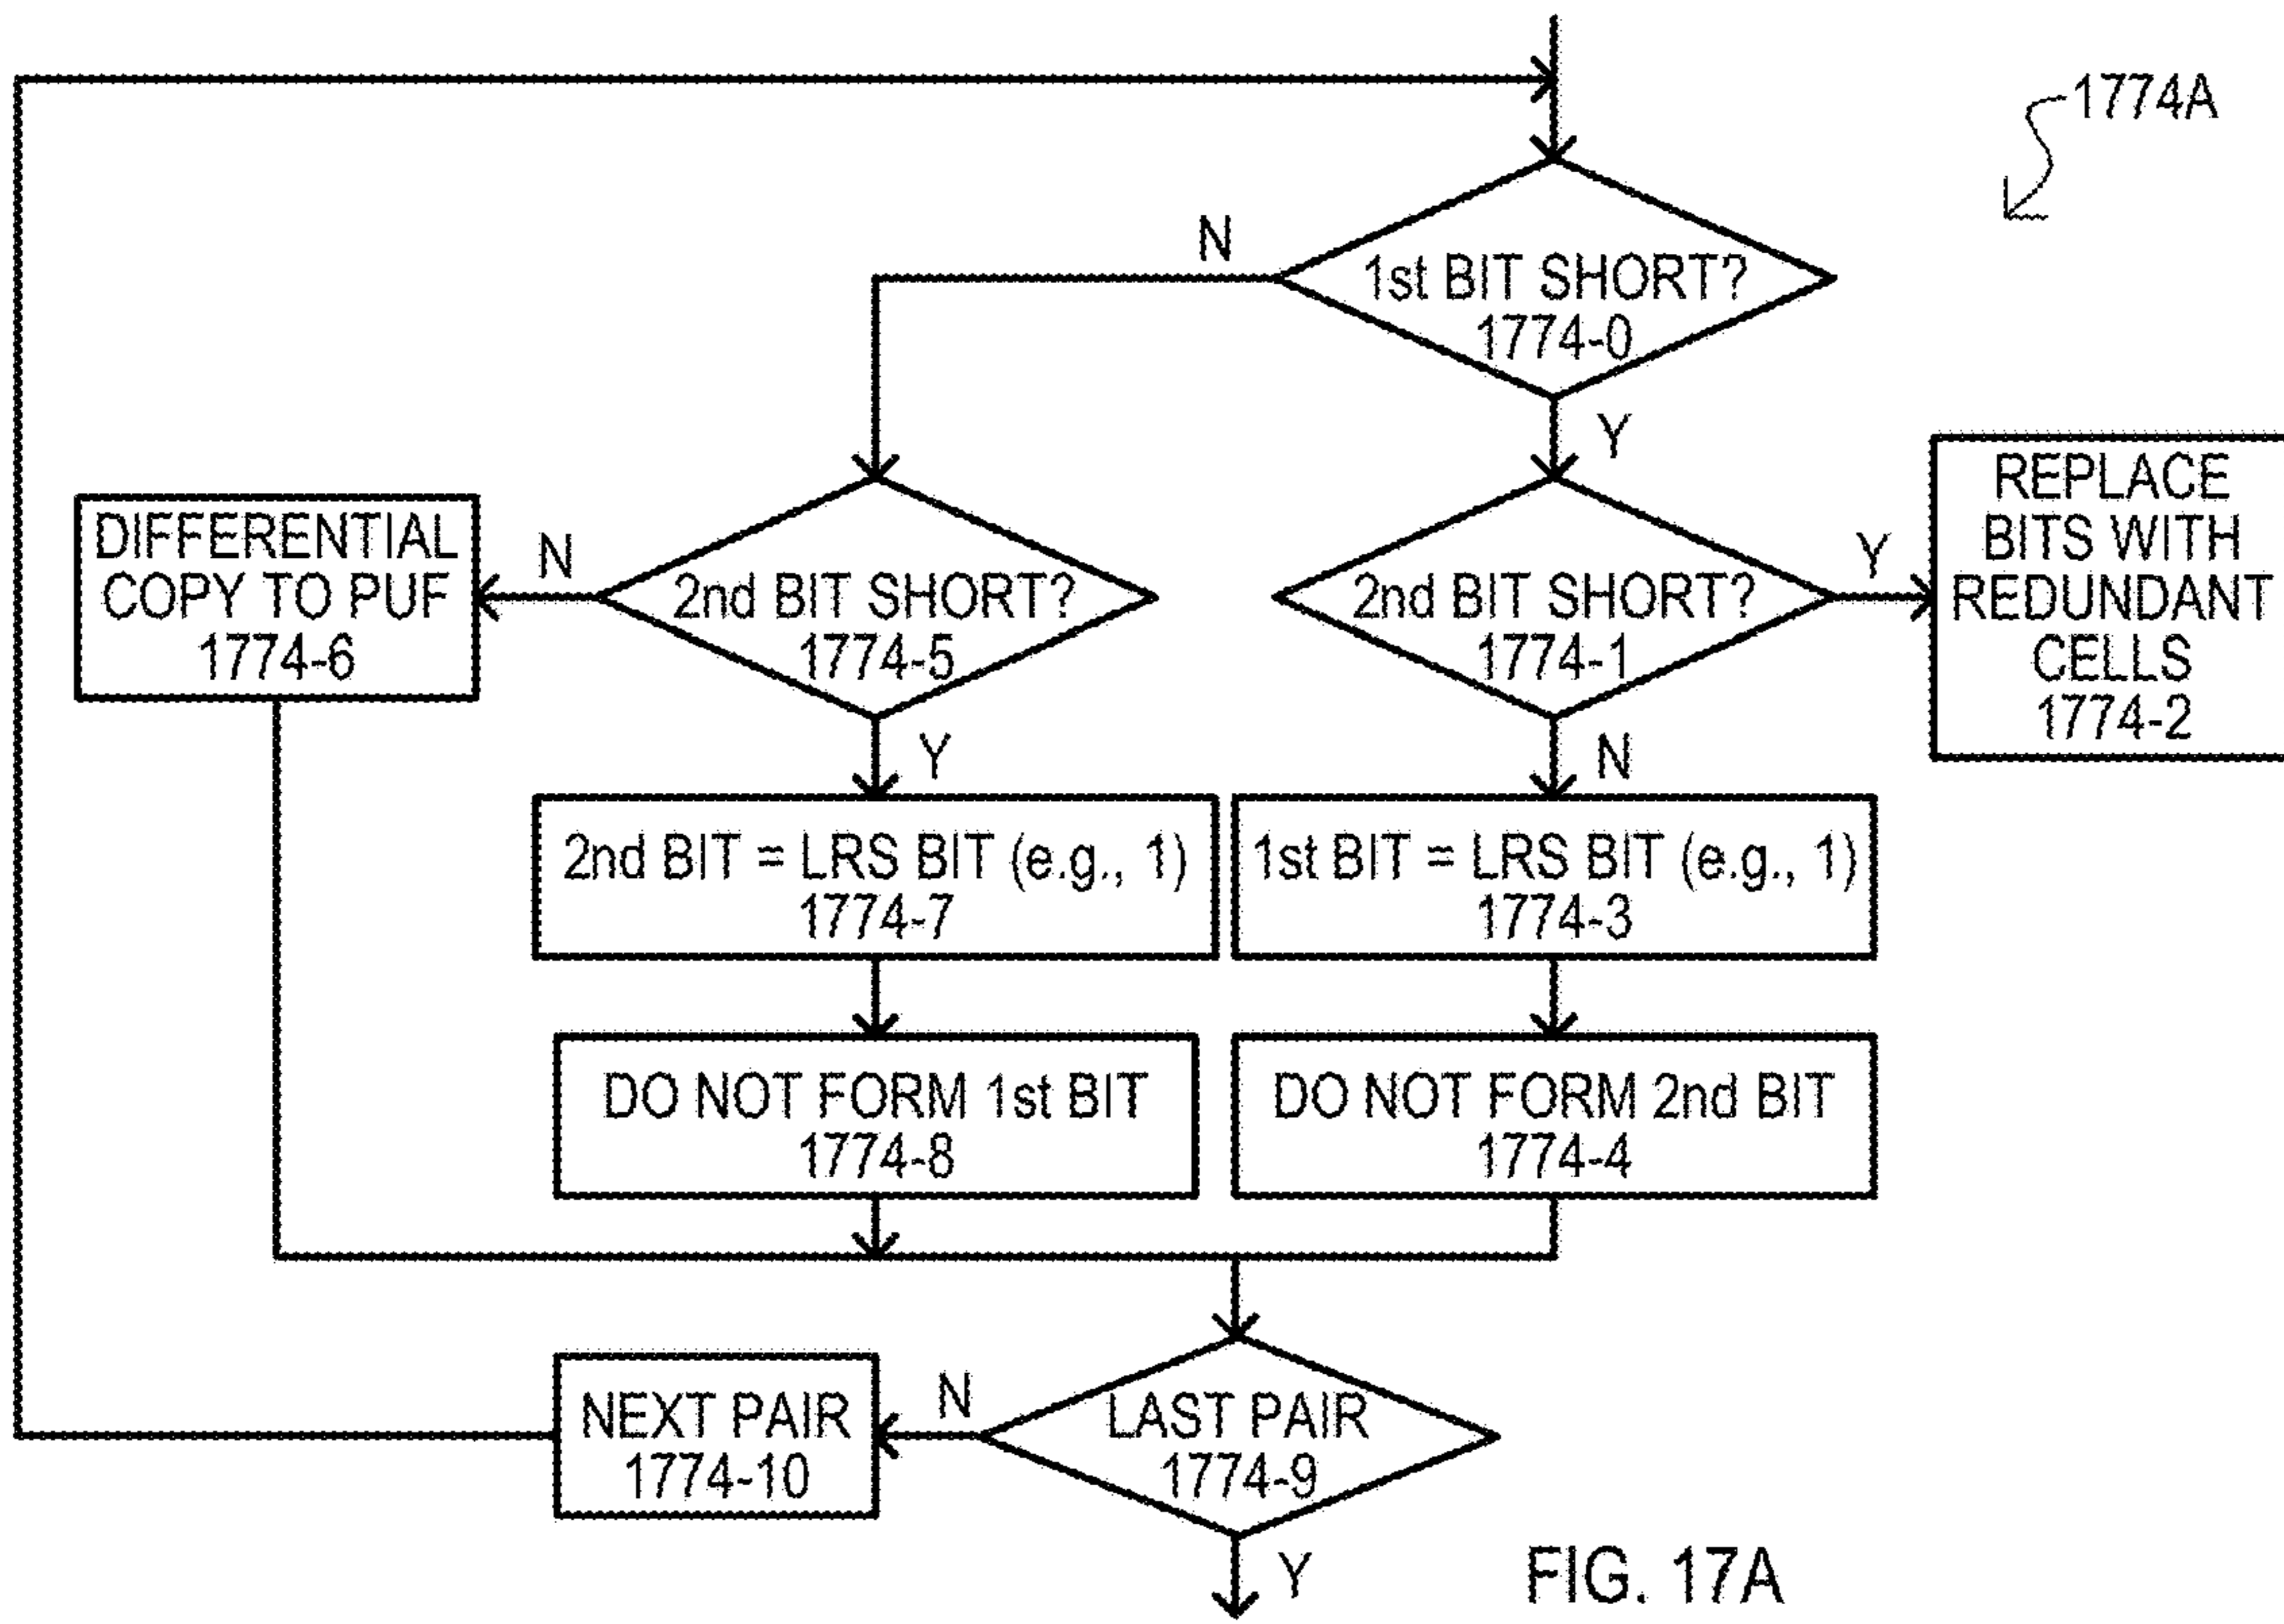 1774A
N
1st BIT SHORT?
1774-0
Y
DIFFERENTIAL
COPY TO PUF
1774-6
N
2nd BIT SHORT?
1774-5
2nd BIT SHORT?
1774-1
Y
REPLACE
BITS WITH
REDUNDANT
CELLS
1774-2
Y
N
2nd BIT = LRS BIT (e.g., 1)
1774-7
1st BIT = LRS BIT (e.g., 1)
1774-3
DO NOT FORM 1st BIT
1774-8
DO NOT FORM 2nd BIT
1774-4
NEXT PAIR
1774-10
N
LAST PAIR
1774-9
Y
FIG. 17A